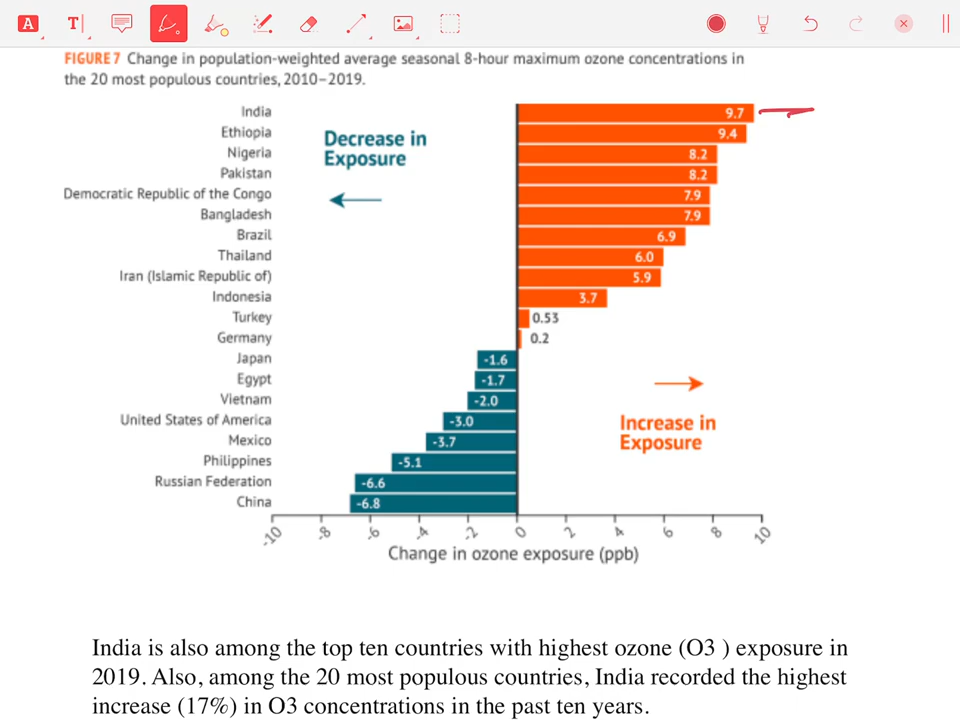 A T
FIGURE 7 Change in population-weighted average seasonal 8-hour maximum ozone concentrations in
the 20 most populous countries, 2010–2019.
India 9.7
Ethiopia 9.4
Nigeria 8.2
Pakistan 8.2
Democratic Republic of the Congo 7.9
Bangladesh 7.9
Brazil 6.9
Thailand 6.0
Iran (Islamic Republic of) 5.9
Indonesia 3.7
Turkey 0.53
Germany 0.2
Japan -1.6
Egypt -1.7
Vietnam -2.0
United States of America -3.0
Mexico -3.7
Philippines -5.1
Russian Federation -6.6
China -6.8
Decrease in
Exposure
Increase in
Exposure
-10 -8 -6 -4 -2 0 2 4 6 8 10
Change in ozone exposure (ppb)
India is also among the top ten countries with highest ozone (O3 ) exposure in
2019. Also, among the 20 most populous countries, India recorded the highest
increase (17%) in O3 concentrations in the past ten years.